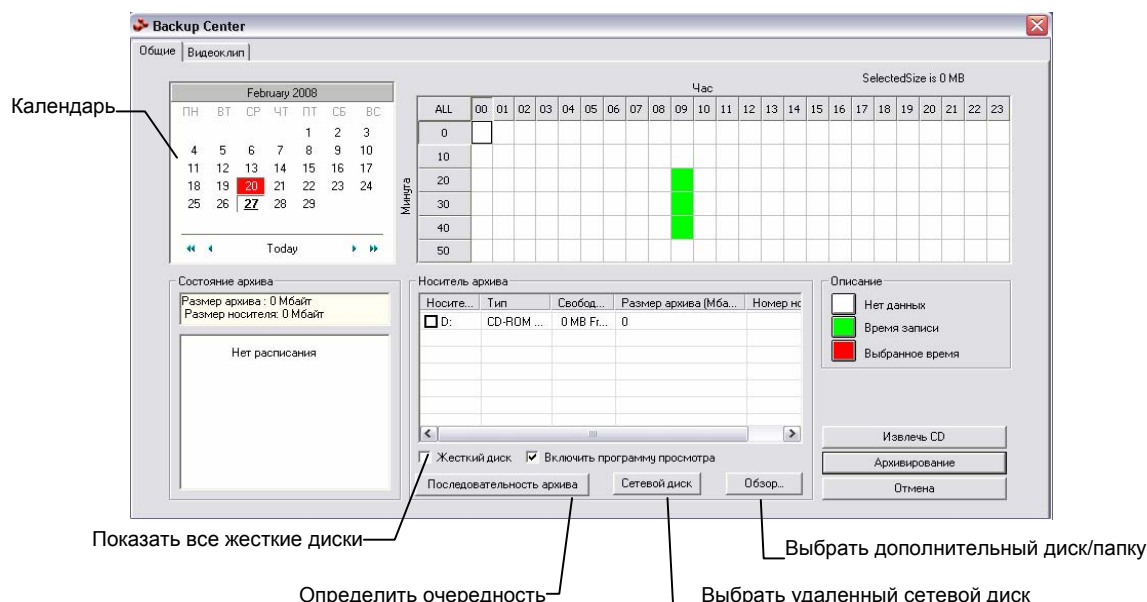 Backup Center
Общие Видеоклип
SelectedSize is 0 MB
Час
Календарь
February 2008
ПН ВТ СР ЧТ ПТ СБ ВС
1 2 3
4 5 6 7 8 9 10
11 12 13 14 15 16 17
18 19 20 21 22 23 24
25 26 27 28 29
Today
ALL 00 01 02 03 04 05 06 07 08 09 10 11 12 13 14 15 16 17 18 19 20 21 22 23
Минута
0
10
20
30
40
50
Состояние архива
Размер архива : 0 Мбайт
Размер носителя: 0 Мбайт
Нет расписания
Носитель архива
Носите... Тип Свобод... Размер архива (Мба... Номер но
D: CD-ROM ... 0 MB Fr... 0
Жесткий диск Включить программу просмотра
Последовательность архива Сетевой диск Обзор...
Описание
Нет данных
Время записи
Выбранное время
Извлечь CD
Архивирование
Отмена
Показать все жесткие диски
Выбрать дополнительный диск/папку
Определить очередность
Выбрать удаленный сетевой диск